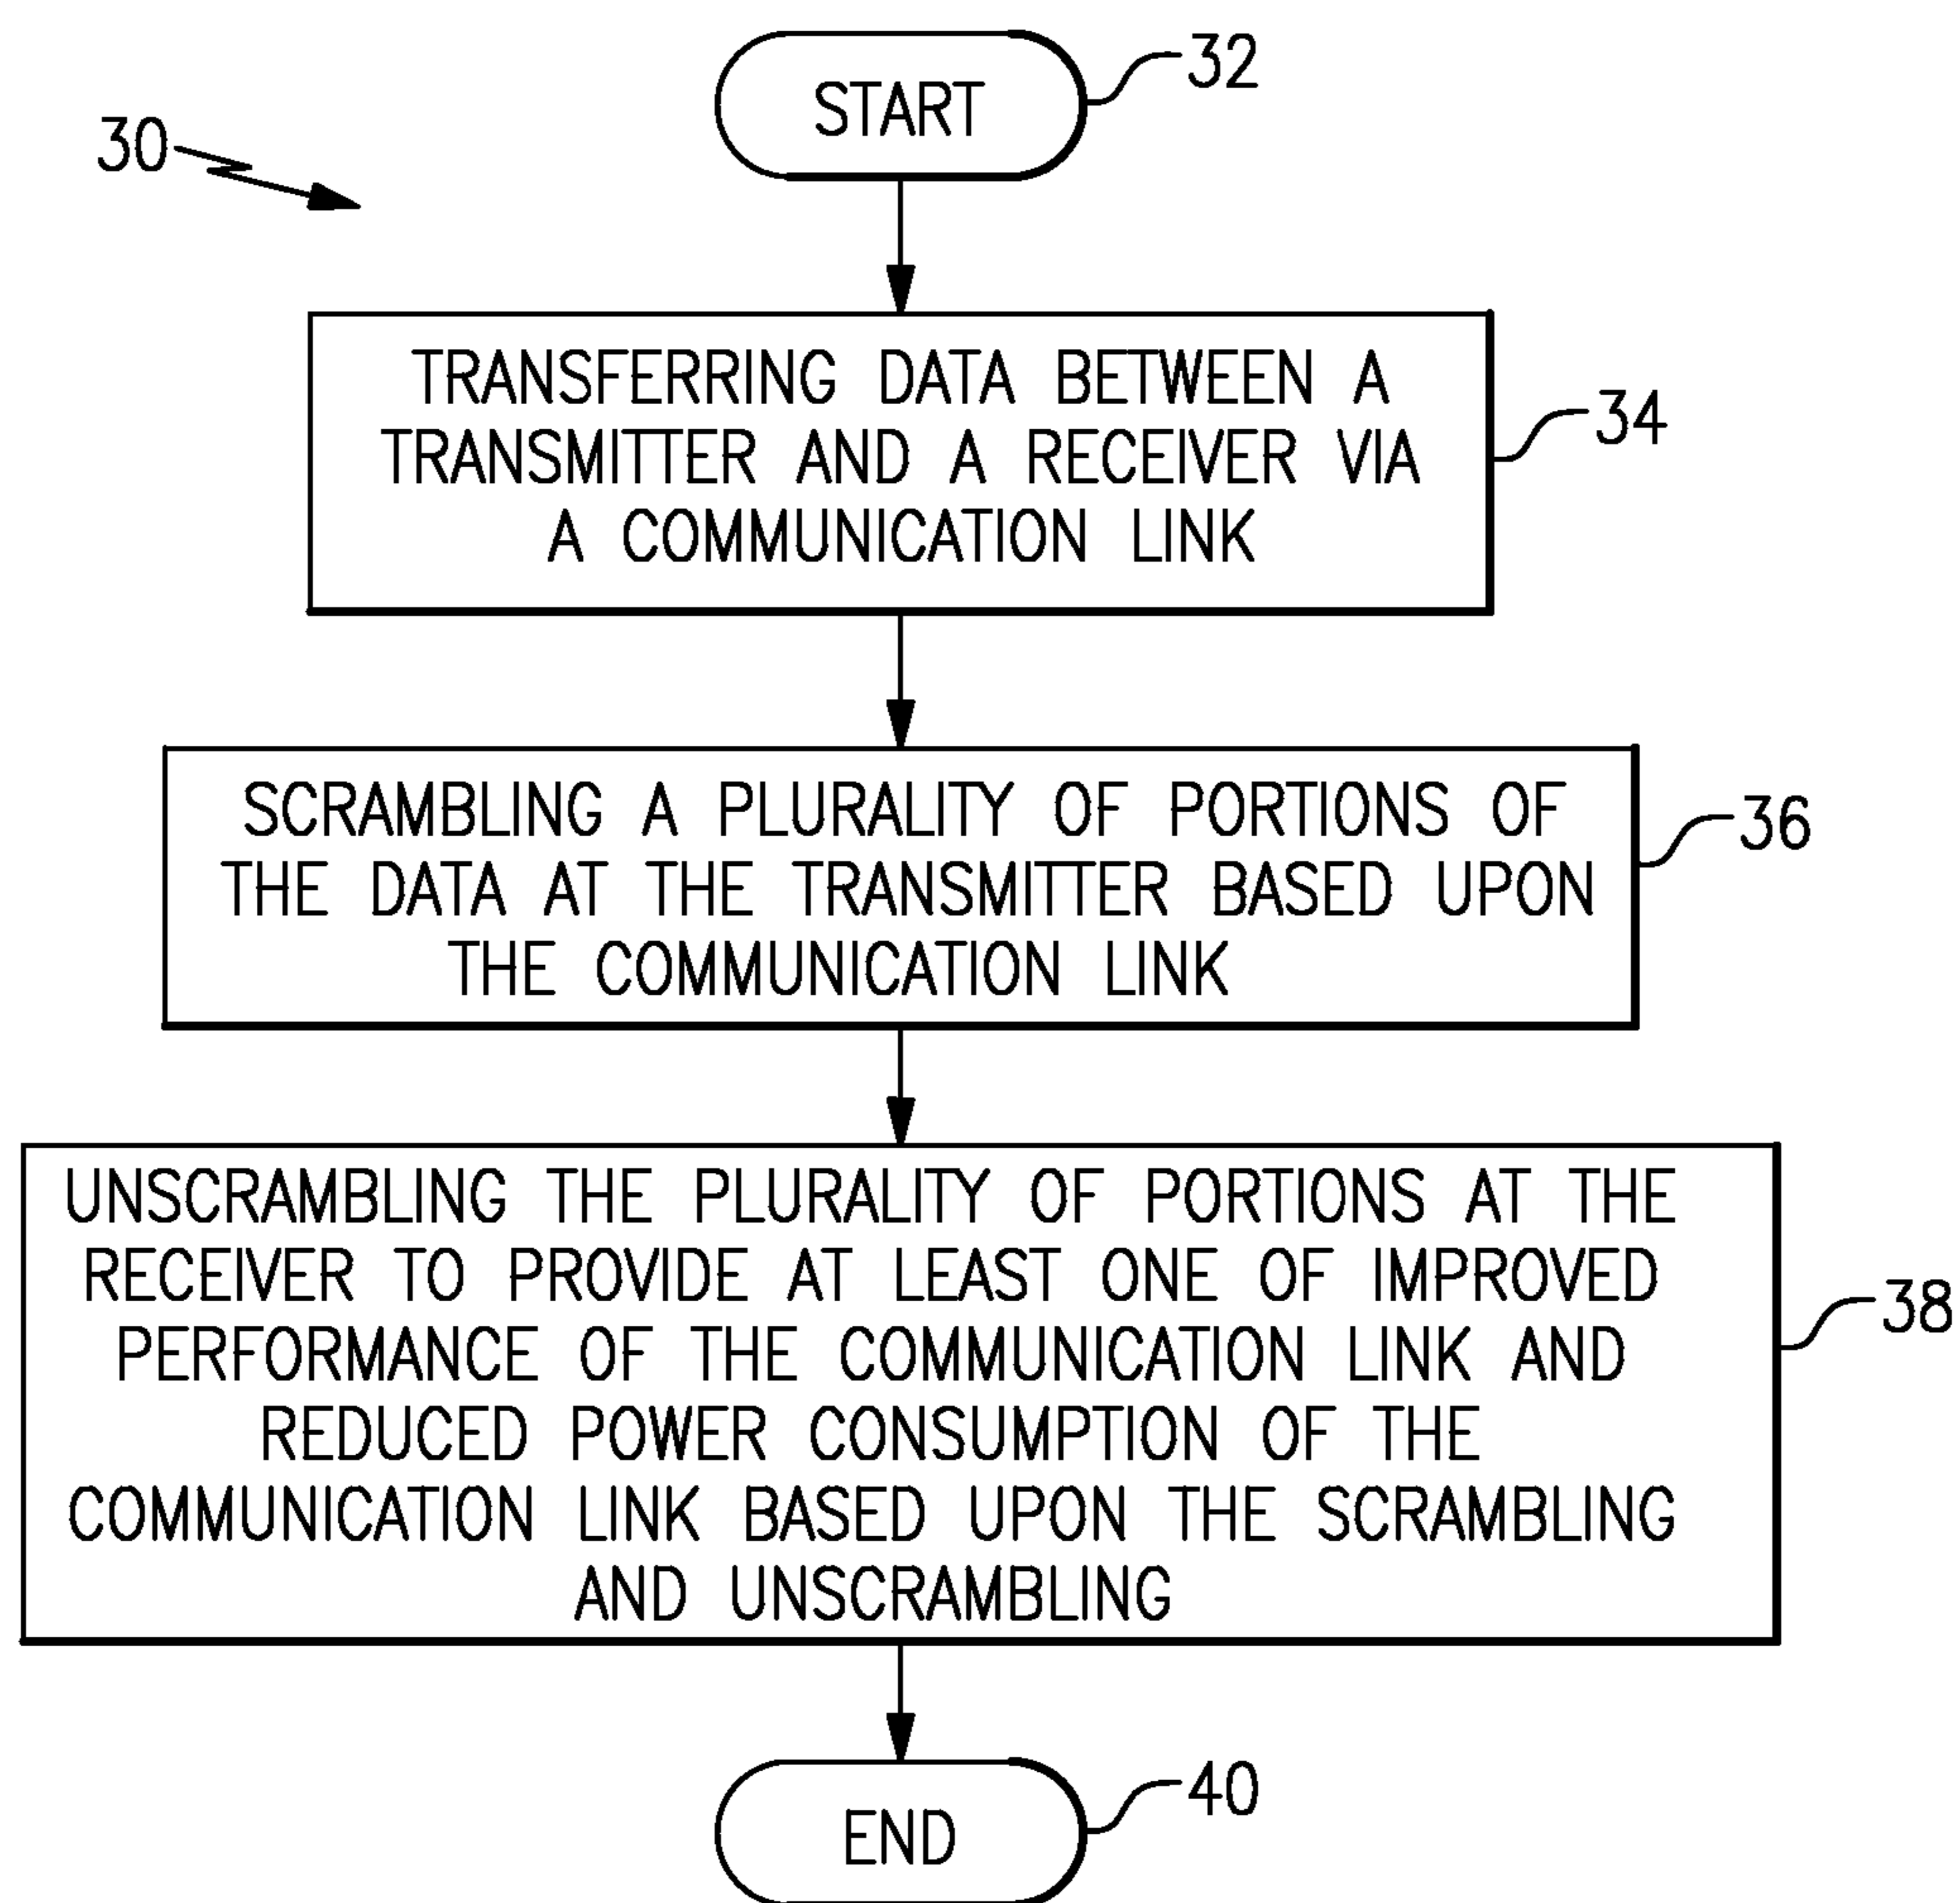 32
START
30
TRANSFERRING DATA BETWEEN A
TRANSMITTER AND A RECEIVER VIA
A COMMUNICATION LINK
34
SCRAMBLING A PLURALITY OF PORTIONS OF
THE DATA AT THE TRANSMITTER BASED UPON
THE COMMUNICATION LINK
36
UNSCRAMBLING THE PLURALITY OF PORTIONS AT THE
RECEIVER TO PROVIDE AT LEAST ONE OF IMPROVED
PERFORMANCE OF THE COMMUNICATION LINK AND
REDUCED POWER CONSUMPTION OF THE
COMMUNICATION LINK BASED UPON THE SCRAMBLING
AND UNSCRAMBLING
38
END
40